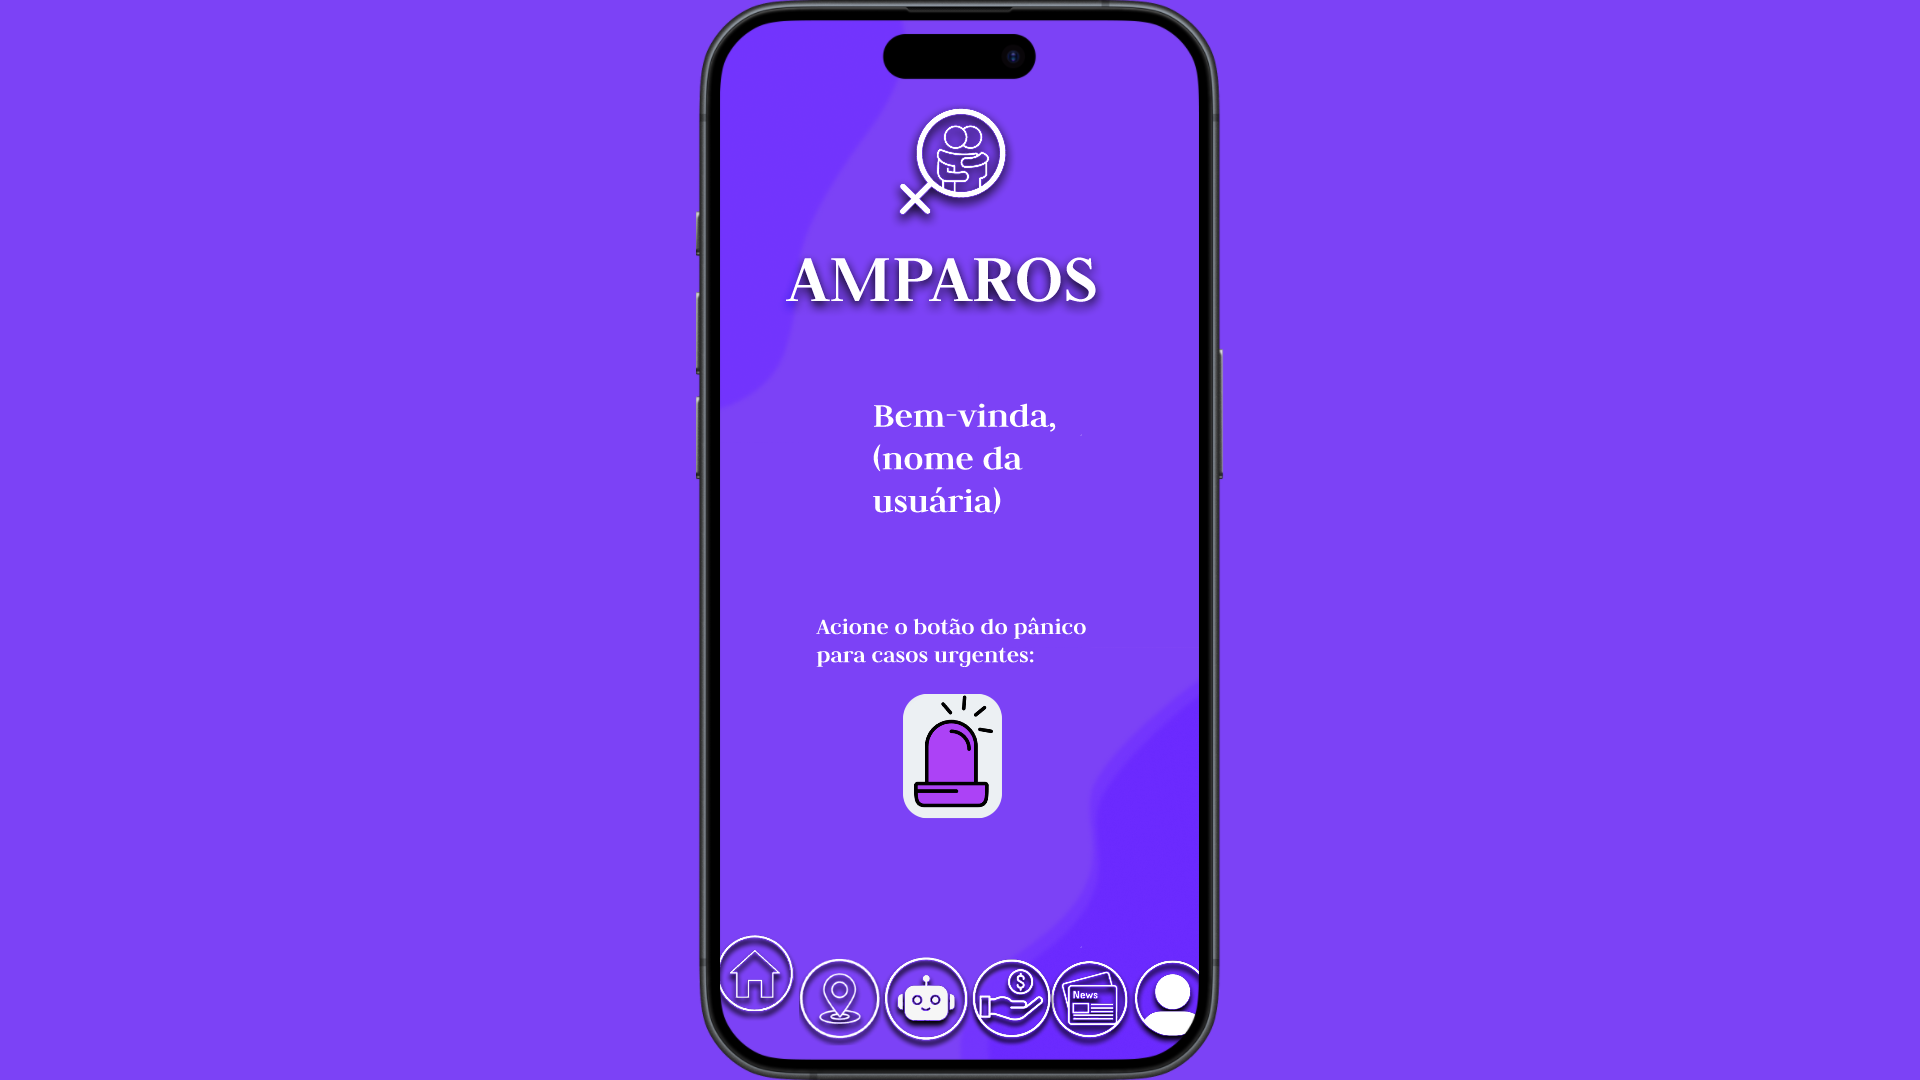 AMPAROS
Bem-vinda,
(nome da
usuária)
Acione o botão do pânico
para casos urgentes:
$
News